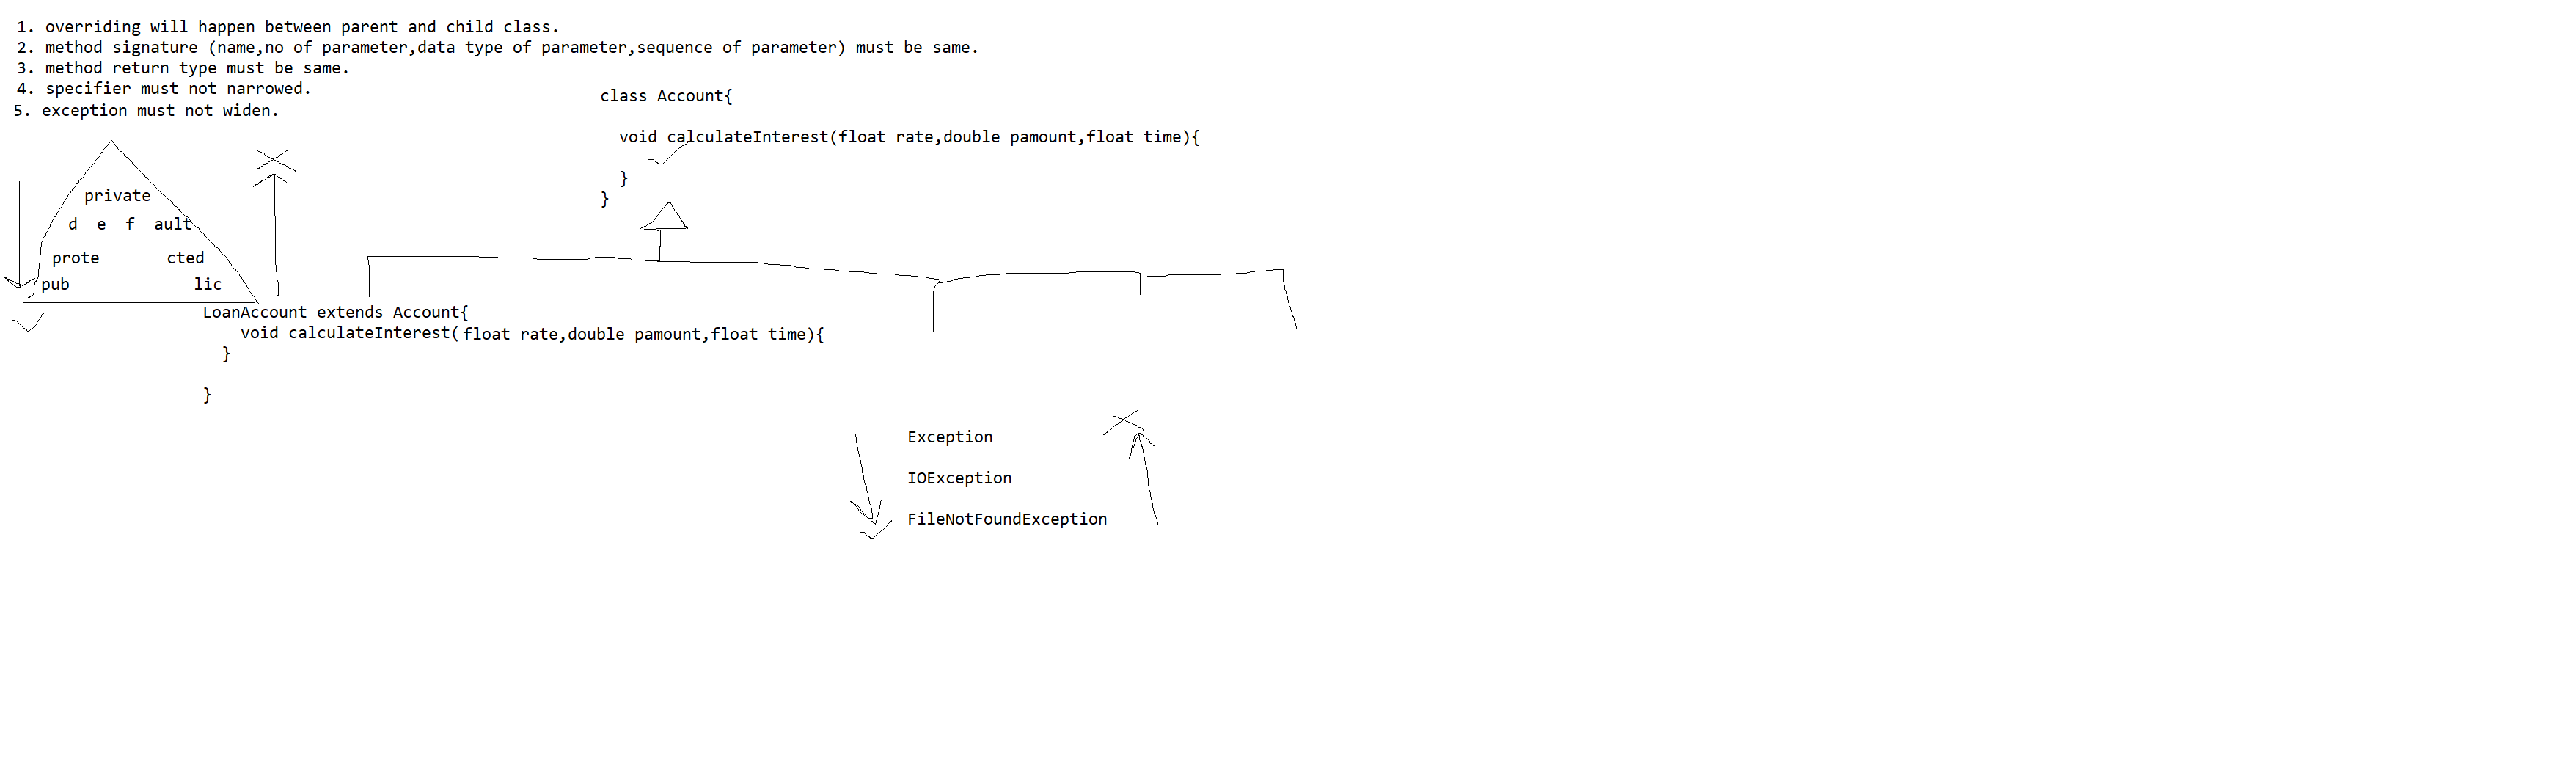 1. overriding will happen between parent and child class.
2. method signature (name,no of parameter,data type of parameter,sequence of parameter) must be same.
3. method return type must be same.
4. specifier must not narrowed.
5. exception must not widen.
class Account{
void calculateInterest(float rate,double pamount,float time){
}
}
private
d e f ault
prote cted
pub lic
LoanAccount extends Account{
void calculateInterest(float rate,double pamount,float time){
}
}
Exception
IOException
FileNotFoundException